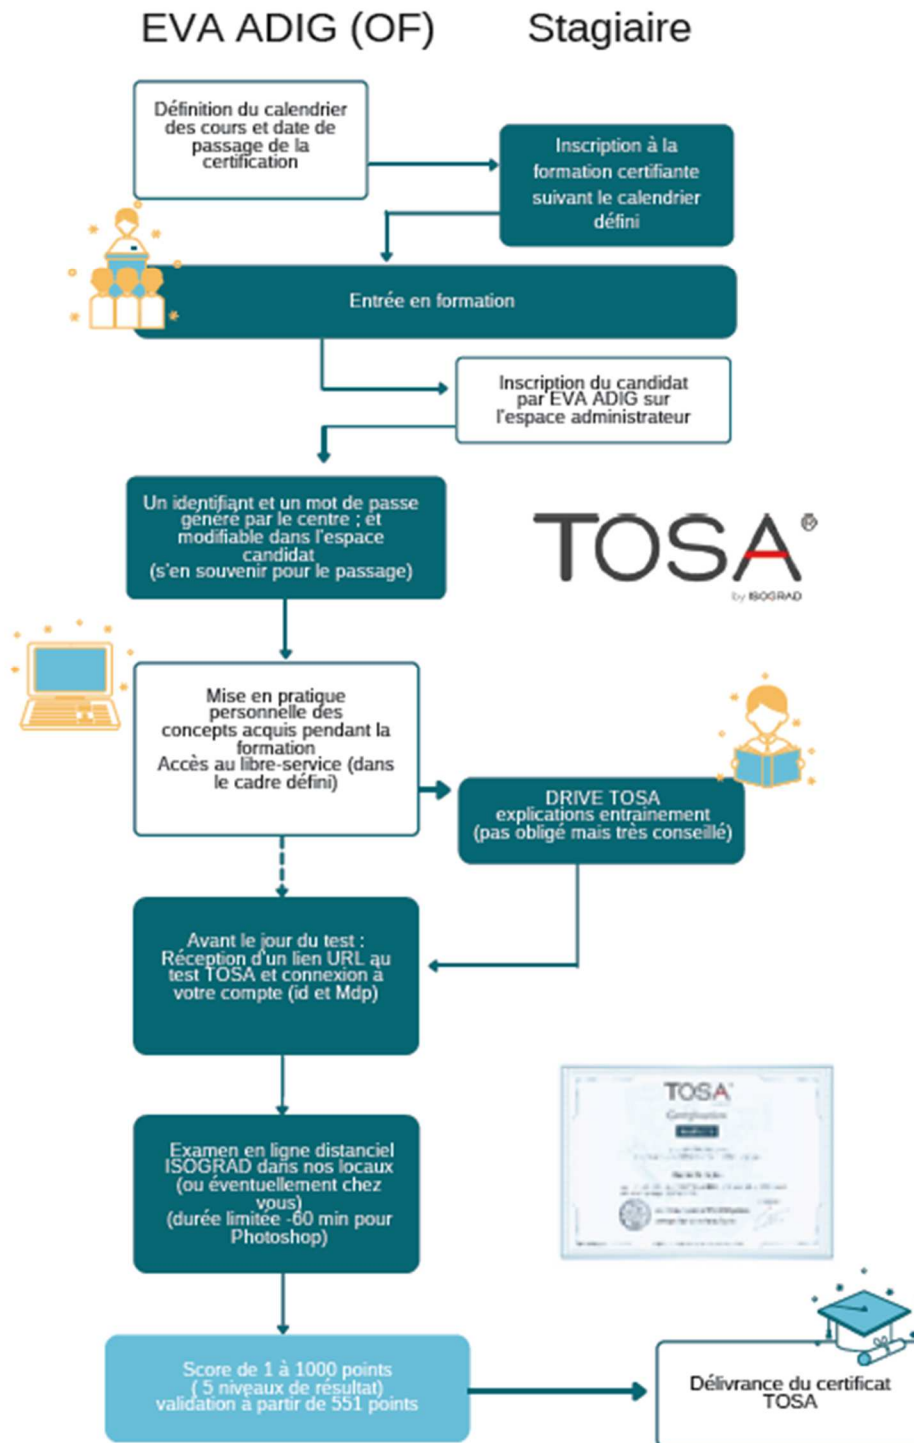 EVA ADIG (OF)
Stagiaire
Définition du calendrier
des cours et date de
passage de la
certification
Inscription à la
formation certifiante
suivant le calendrier
défini
Entrée en formation
Inscription du candidat
par EVA ADIG sur
l'espace administrateur
Un identifiant et un mot de passe
généré par le centre ; et
modifiable dans l'espace
candidat
(s'en souvenir pour le passage)
TOSA®
by ISOGRAD
Mise en pratique
personnelle des
concepts acquis pendant la
formation
Accès au libre-service (dans
le cadre défini)
DRIVE TOSA
explications entrainement
(pas obligé mais très conseillé)
Avant le jour du test :
Réception d'un lien URL au
test TOSA et connexion à
votre compte (id et Mdp)
Examen en ligne distanciel
ISOGRAD dans nos locaux
(ou éventuellement chez
vous)
(durée limitée -60 min pour
Photoshop)
TOSA
Score de 1 à 1000 points
( 5 niveaux de résultat)
validation à partir de 551 points
Délivrance du certificat
TOSA